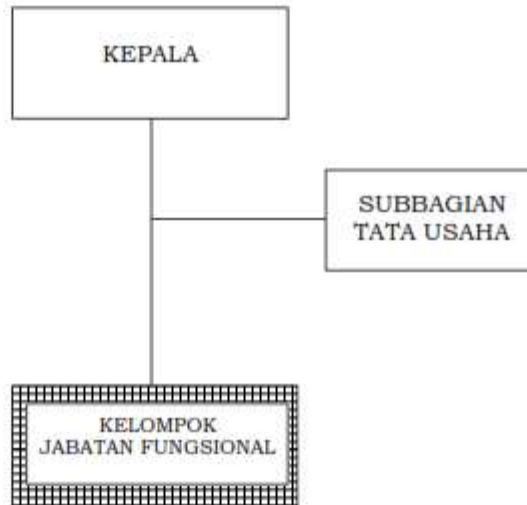 KEPALA
SUBBAGIAN
TATA USAHA
KELOMPOK
JABATAN FUNGSIONAL